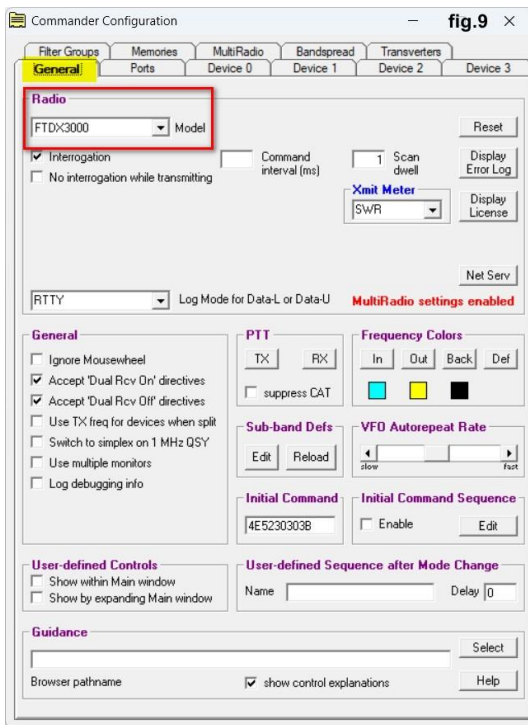 Commander Configuration
fig.9
Filter Groups Memories MultiRadio Bandspread Transverters
General Ports Device 0 Device 1 Device 2 Device 3
Radio
FTDX3000 Model Reset
Interrogation Command interval (ms) 1 Scan dwell Display Error Log
No interrogation while transmitting
Xmit Meter
SWR Display License
Net Serv
RTTY Log Mode for Data-L or Data-U MultiRadio settings enabled
General
Ignore Mousewheel
Accept 'Dual Rcv On' directives
Accept 'Dual Rcv Off' directives
Use TX freq for devices when split
Switch to simplex on 1 MHz QSY
Use multiple monitors
Log debugging info
PTT
TX RX
suppress CAT
Frequency Colors
In Out Back Def
Sub-band Defs
Edit Reload
VFO Autorepeat Rate
slow fast
Initial Command
4E5230303B
Initial Command Sequence
Enable Edit
User-defined Controls
Show within Main window
Show by expanding Main window
User-defined Sequence after Mode Change
Name Delay 0
Guidance
Select
Browser pathname show control explanations Help